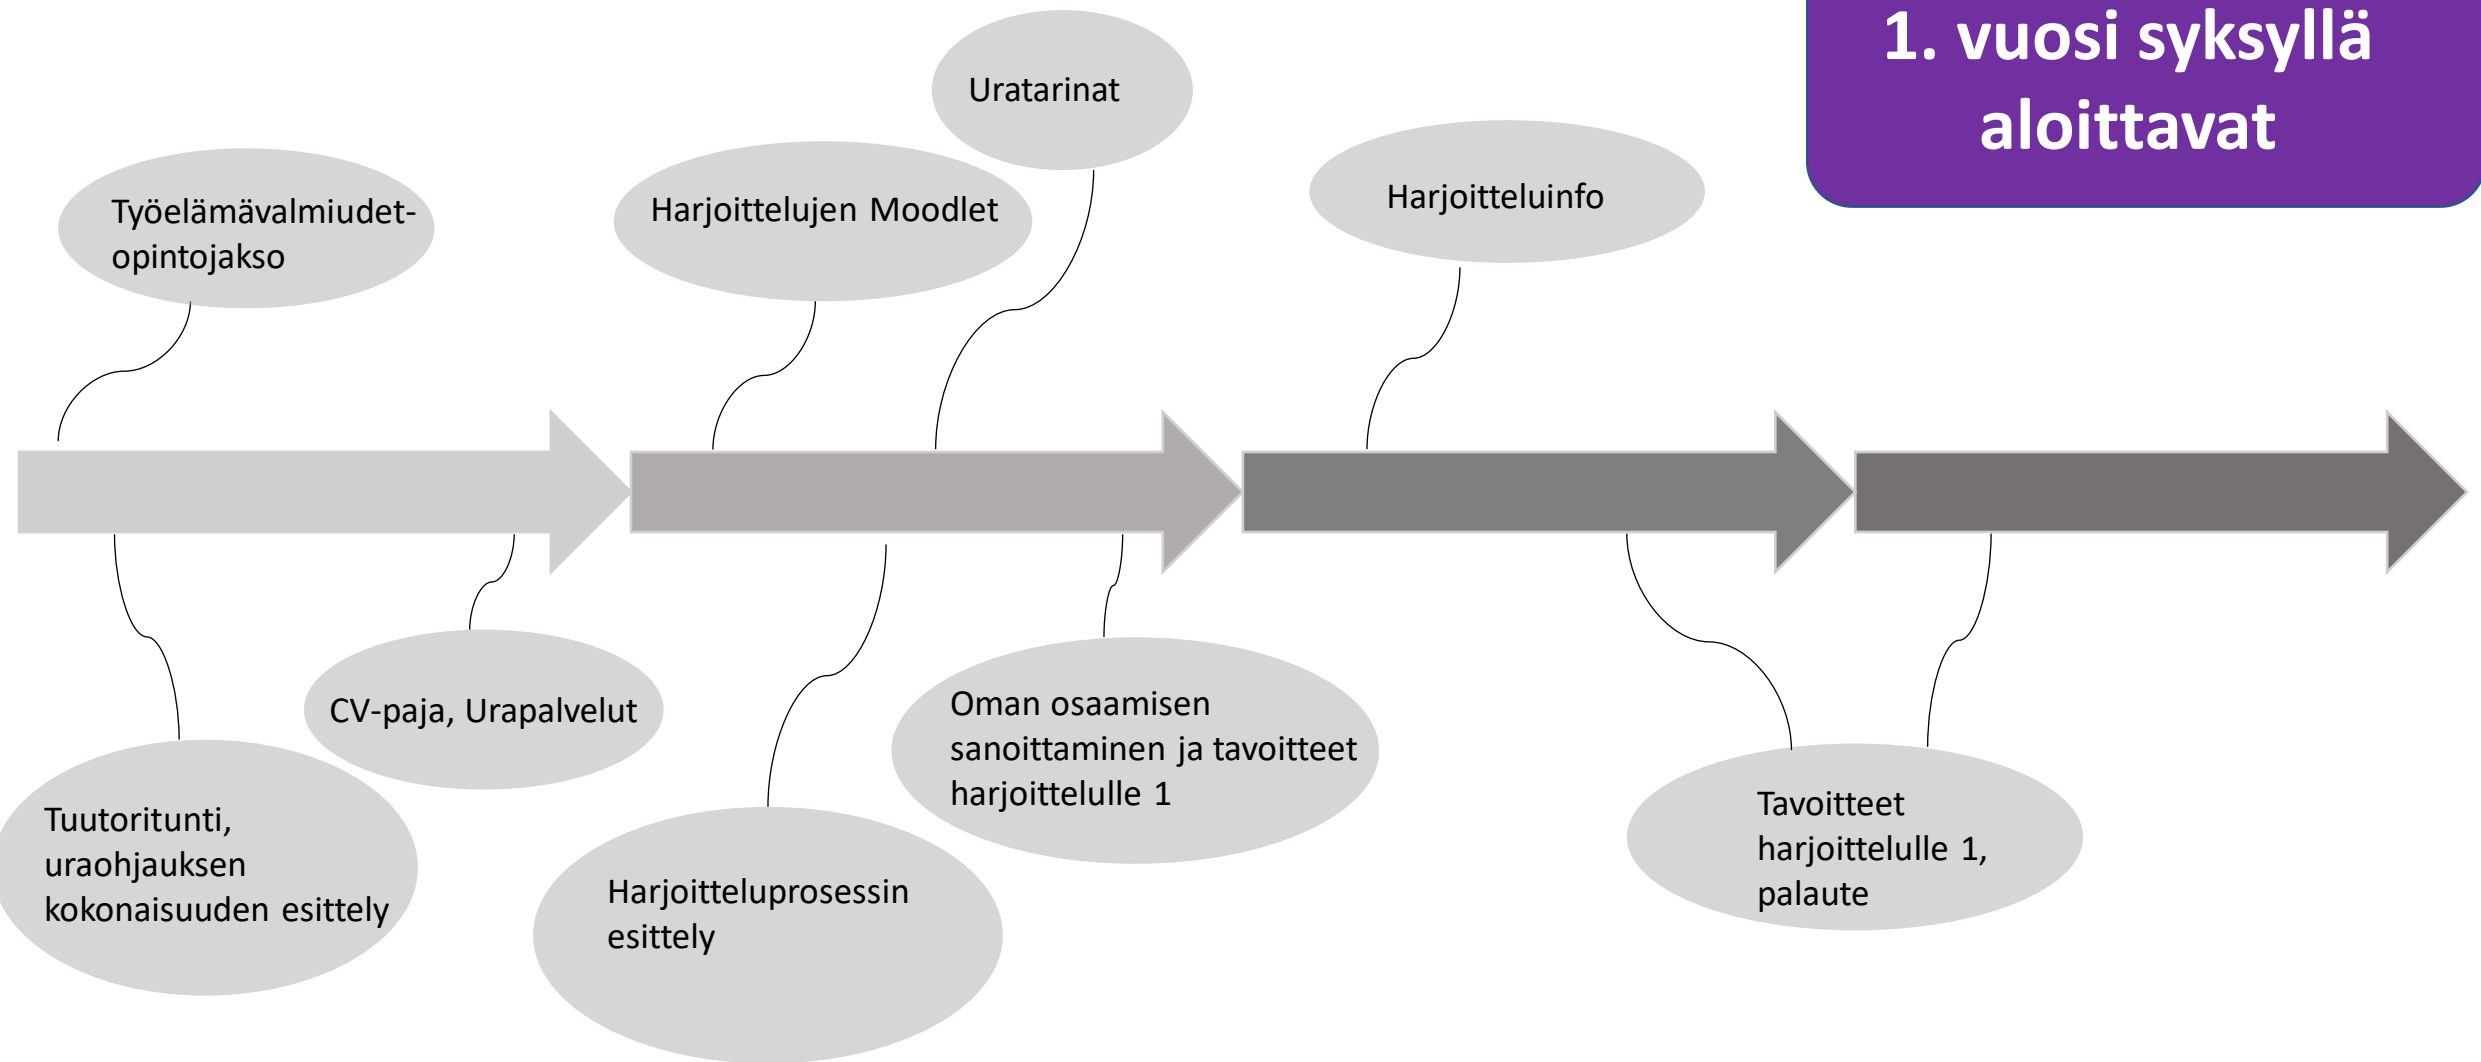 1. vuosi syksyllä
aloittavat
Uratarinat
Työelämävalmiudet-
opintojakso
Harjoittelujen Moodlet
Harjoitteluinfo
CV-paja, Urapalvelut
Tuutoritunti,
uraohjauksen
kokonaisuuden esittely
Harjoitteluprosessin
esittely
Oman osaamisen
sanoittaminen ja tavoitteet
harjoittelulle 1
Tavoitteet
harjoittelulle 1,
palaute